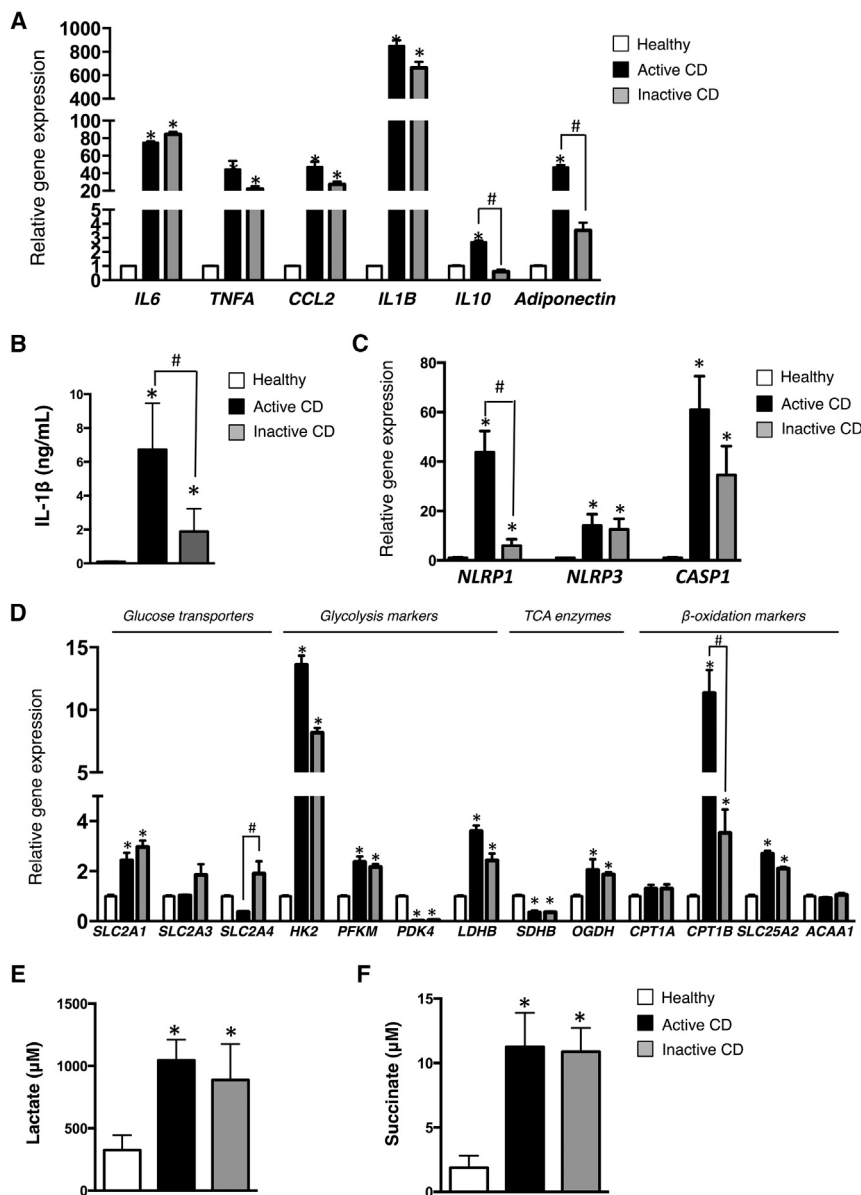 A
1000
800
600
400
100
80
60
40
20
5
4
3
2
1
0
Relative gene expression
* * * * * * * * * # * #
IL6 TNFA CCL2 IL1B IL10 Adiponectin
Healthy
Active CD
Inactive CD
B
IL-1β (ng/mL)
10
8
6
4
2
0
* # *
Healthy
Active CD
Inactive CD
C
Relative gene expression
80
60
40
20
0
* # * * * * *
NLRP1 NLRP3 CASP1
Healthy
Active CD
Inactive CD
D
Glucose transporters Glycolysis markers TCA enzymes β-oxidation markers
Relative gene expression
15
10
5
4
2
0
* * # * * * * * * * * * * * * * # * * *
SLC2A1 SLC2A3 SLC2A4 HK2 PFKM PDK4 LDHB SDHB OGDH CPT1A CPT1B SLC25A2 ACAA1
E
Lactate (µM)
1500
1000
500
0
* *
F
Succinate (µM)
15
10
5
0
* *
Healthy
Active CD
Inactive CD